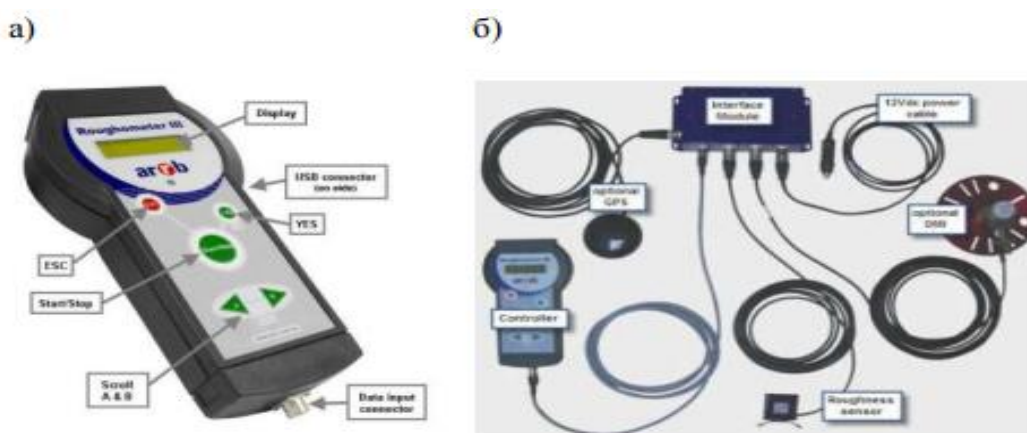 а)
б)
Display
Roughometer III
arrb
USB connector
(on side)
YES
ESC
Start/Stop
Scroll
A & B
Data input
connector
Interface
Module
12Vdc power
cable
optional
GPS
optional
DMI
Controller
Roughness
sensor